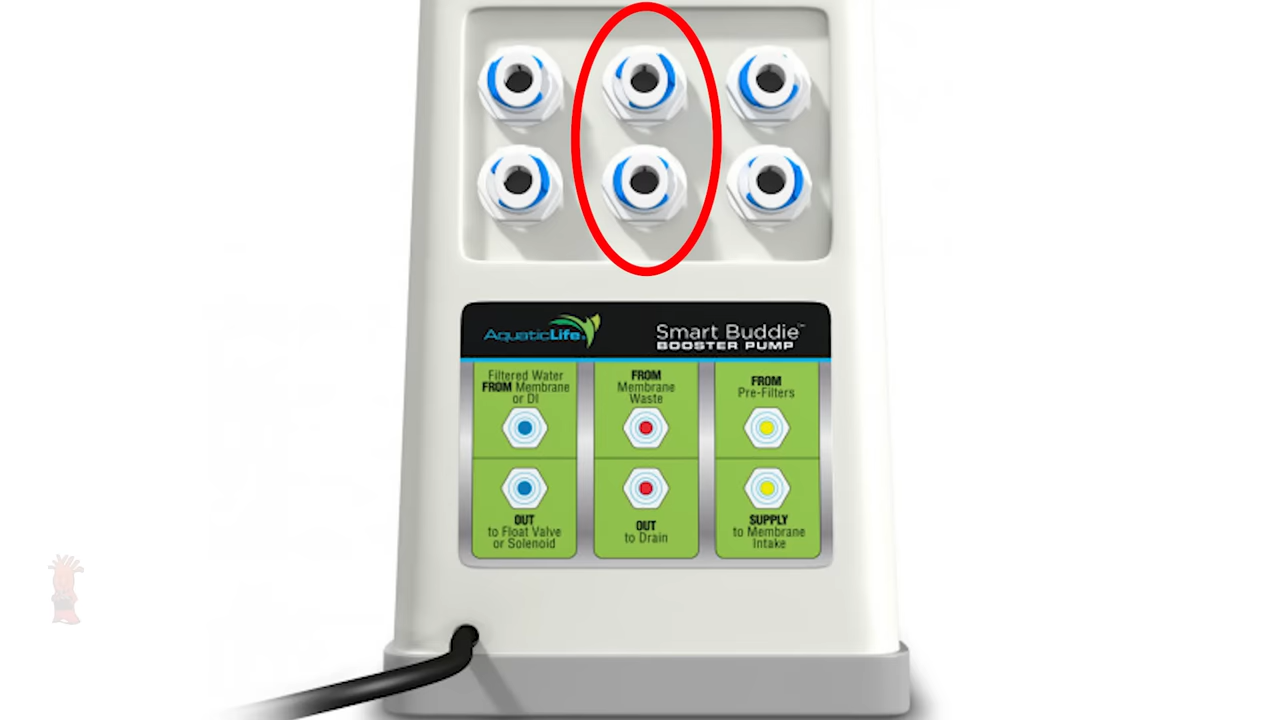 AquaticLife
Smart Buddie™
BOOSTER PUMP
Filtered Water
FROM Membrane
or DI
FROM
Membrane
Waste
FROM
Pre-Filters
OUT
to Float Valve
or Solenoid
OUT
to Drain
SUPPLY
to Membrane
Intake